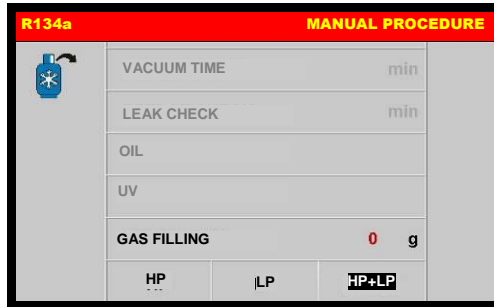 R134a MANUAL PROCEDURE
VACUUM TIME min
LEAK CHECK min
OIL
UV
GAS FILLING 0 g
HP LP HP+LP